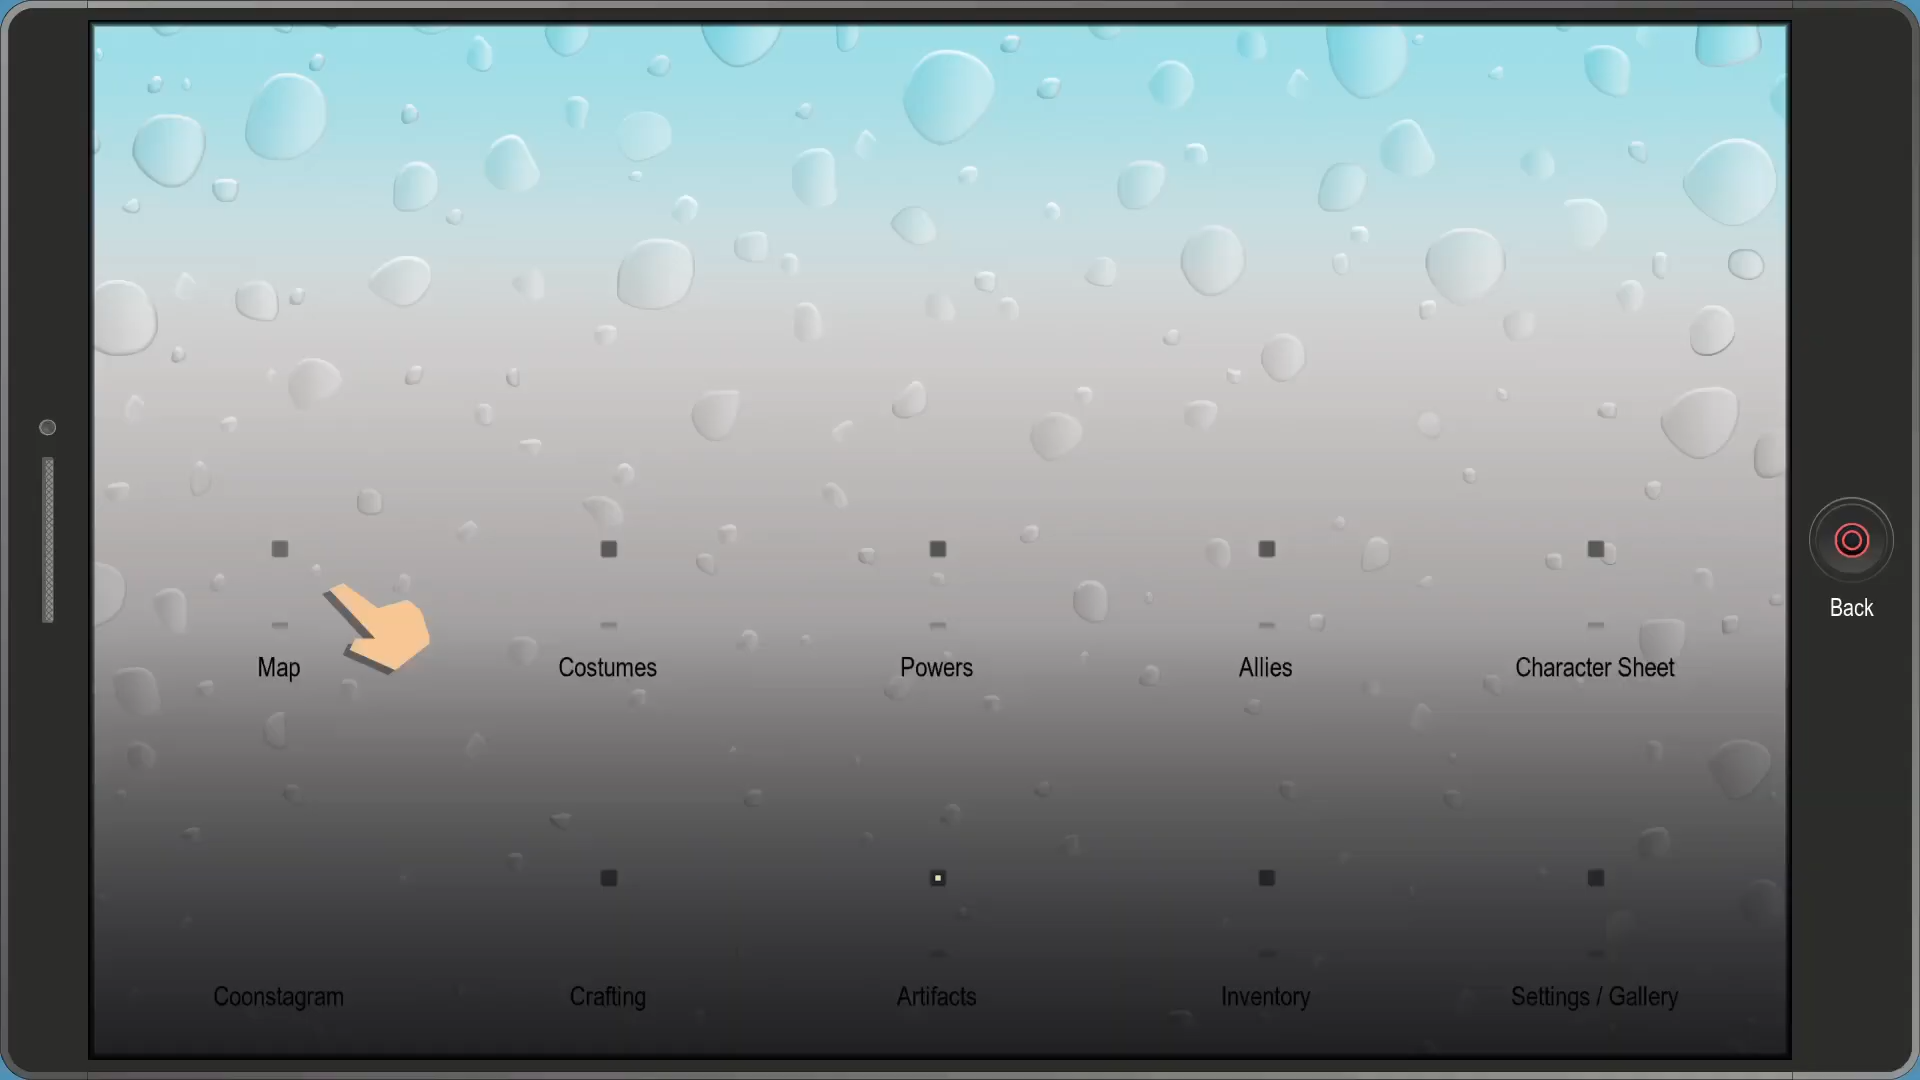 Back
Map
Costumes
Powers
Allies
Character Sheet
Coonstagram
Crafting
Artifacts
Inventory
Settings / Gallery